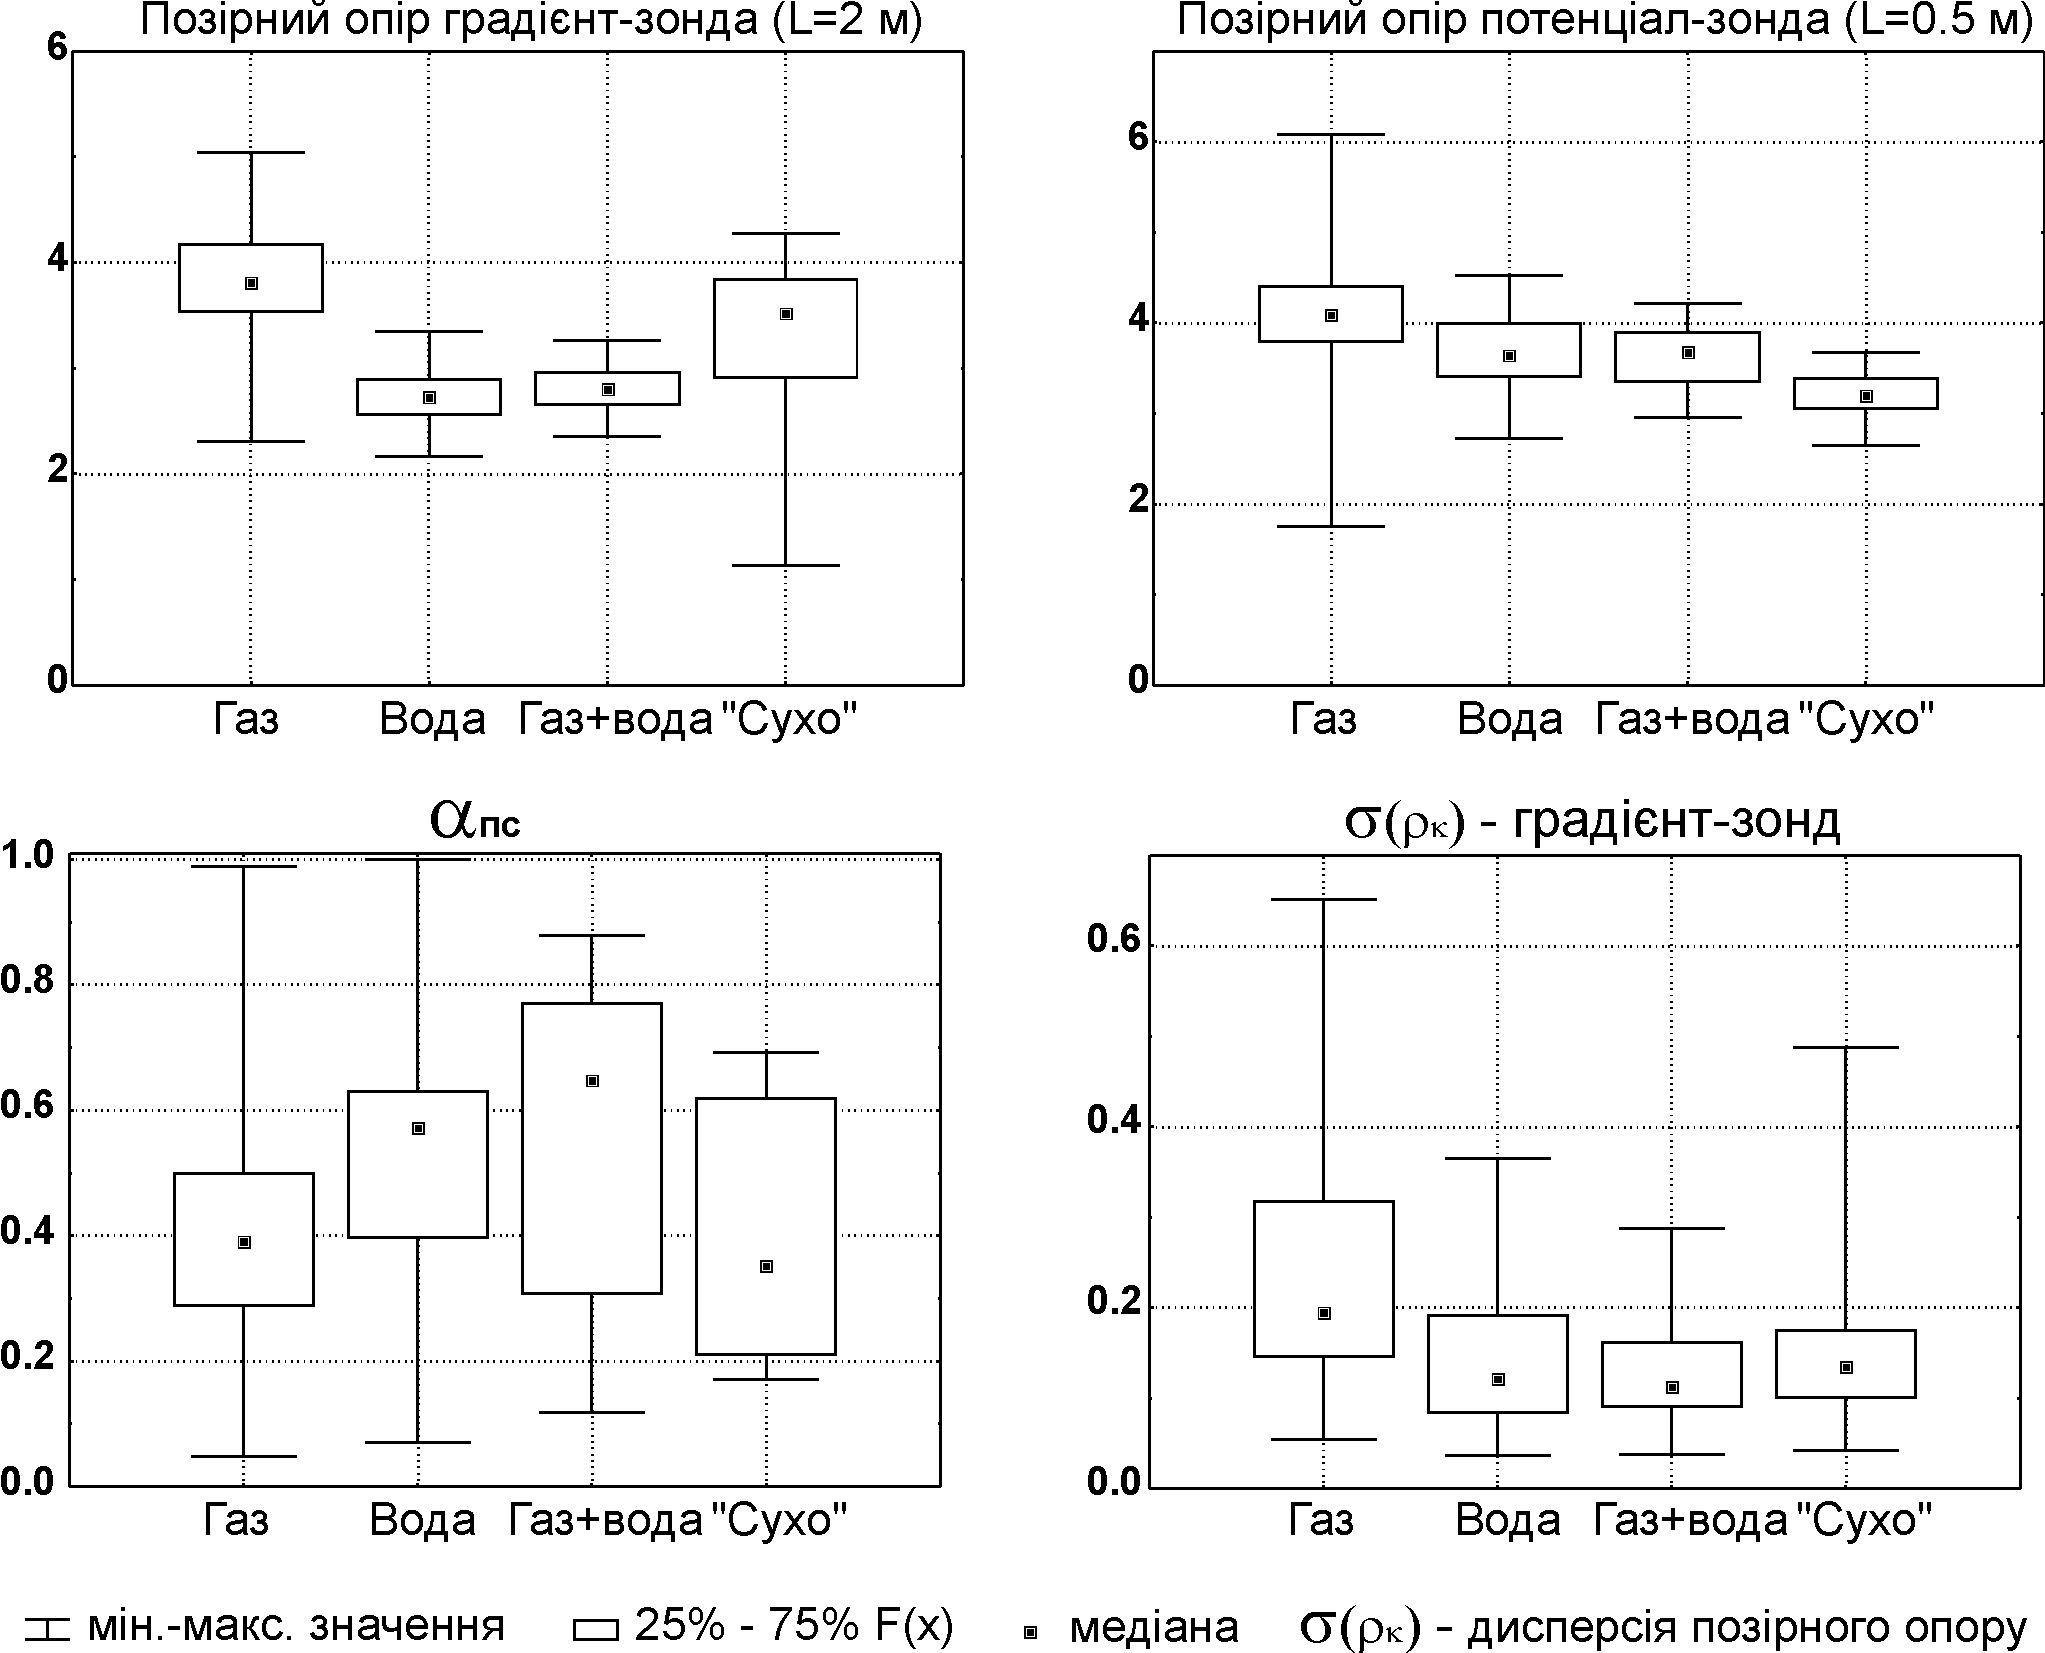 Позірний опір градієнт-зонда (L=2 м)
6
4
2
0
Газ Вода Газ+вода "Сухо"
Позірний опір потенціал-зонда (L=0.5 м)
6
4
2
0
Газ Вода Газ+вода "Сухо"
αпс
1.0
0.8
0.6
0.4
0.2
0.0
Газ Вода Газ+вода "Сухо"
σ(ρк) - градієнт-зонд
0.6
0.4
0.2
0.0
Газ Вода Газ+вода "Сухо"
мін.-макс. значення 25% - 75% F(x) медіана σ(ρк) - дисперсія позірного опору